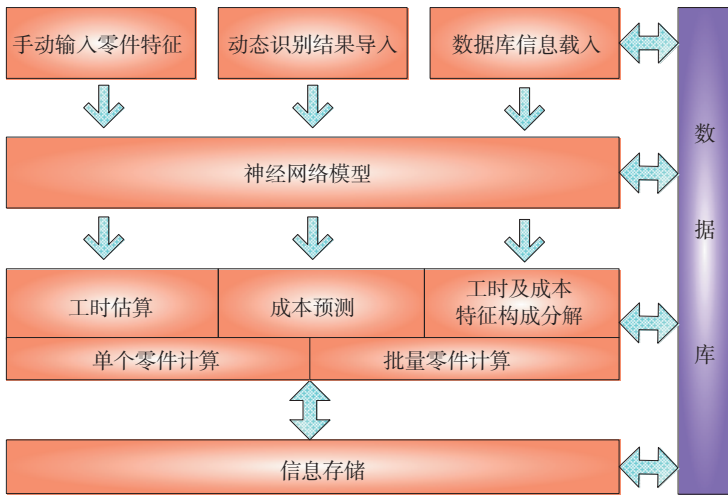 手动输入零件特征
动态识别结果导入
数据库信息载入
神经网络模型
工时估算
成本预测
工时及成本
特征构成分解
单个零件计算
批量零件计算
信息存储
数
据
库